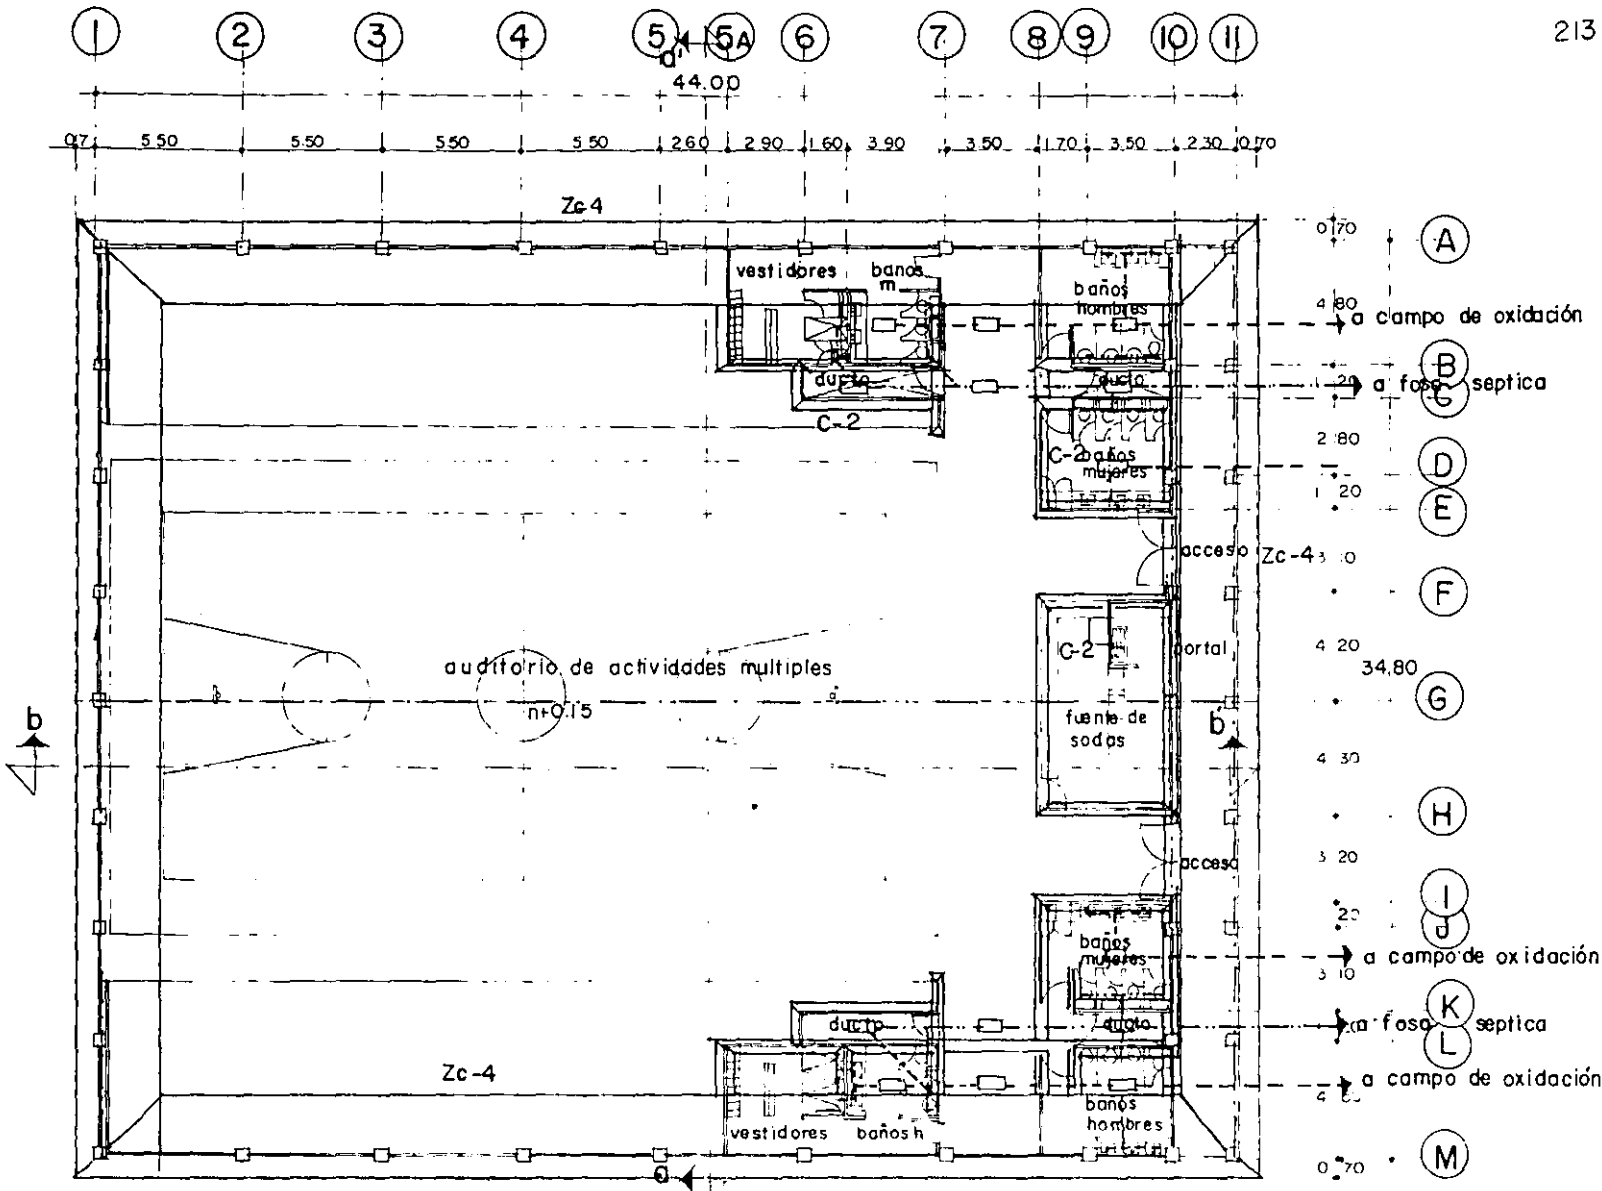 213
1 2 3 4 5 5A 6 7 8 9 10 11
a'
44.00
0.7 5.50 5.50 5.50 5.50 2.60 2.90 1.60 3.90 3.50 1.70 3.50 2.30 0.70
Zc-4
0.70 A
vestidores baños m
baños hombres
4.80
a campo de oxidación
B
ducto ducto
1.20 a fosa septica
C
C-2
2.80
C-2 baños mujeres
D
1.20
E
acceso Zc-4
F
C-2 portal
4.20
34.80
auditorio de actividades multiples
n+0.15
G
fuente de sodas
b b'
4.30
H
3.20
acceso
I
.20
J
baños mujeres
3.10 a campo de oxidación
K
ducto ducto
a fosa septica
L
Zc-4
a campo de oxidación
baños hombres
vestidores baños h
M
0.70
a